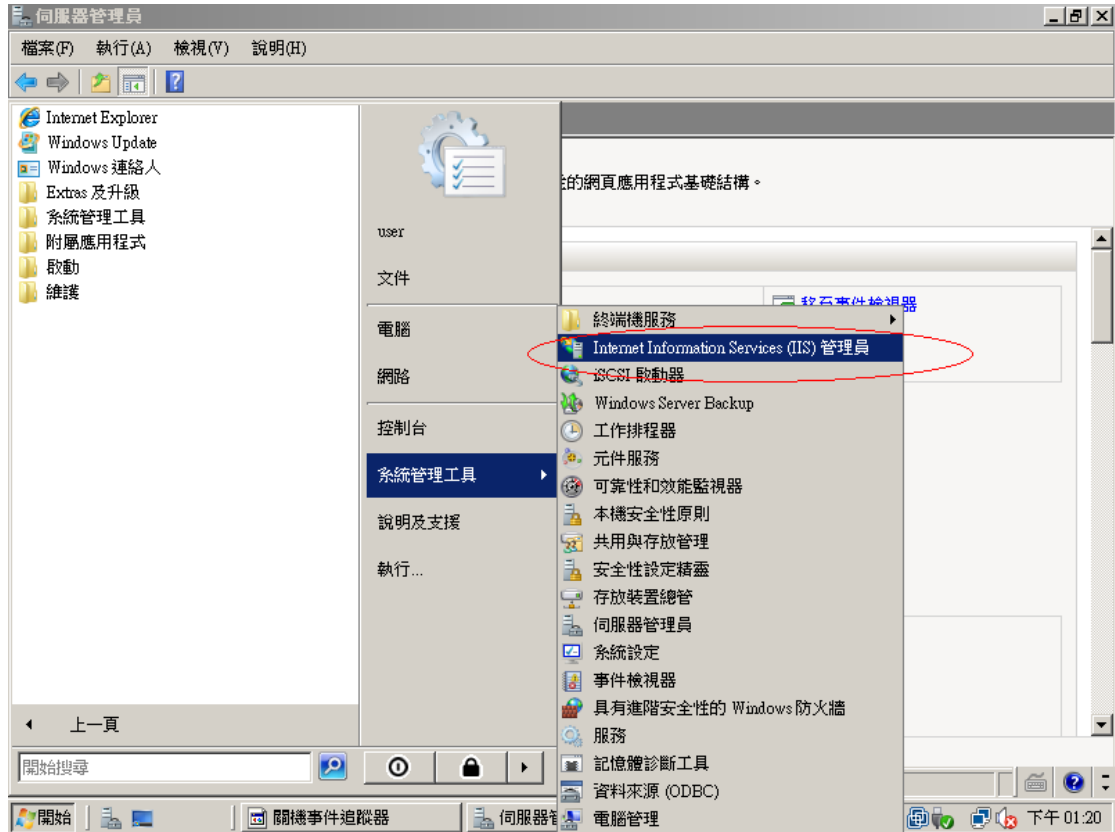 伺服器管理員
檔案(F) 執行(A) 檢視(V) 說明(H)
Internet Explorer
Windows Update
Windows 連絡人
Extras 及升級
系統管理工具
附屬應用程式
啟動
維護
上一頁
開始搜尋
user
文件
電腦
網路
控制台
系統管理工具
說明及支援
執行...
的網頁應用程式基礎結構。
移至事件檢視器
終端機服務
Internet Information Services (IIS) 管理員
iSCSI 啟動器
Windows Server Backup
工作排程器
元件服務
可靠性和效能監視器
本機安全性原則
共用與存放管理
安全性設定精靈
存放裝置總管
伺服器管理員
系統設定
事件檢視器
具有進階安全性的 Windows 防火牆
服務
記憶體診斷工具
資料來源 (ODBC)
電腦管理
開始
關機事件追蹤器
伺服器
下午 01:20